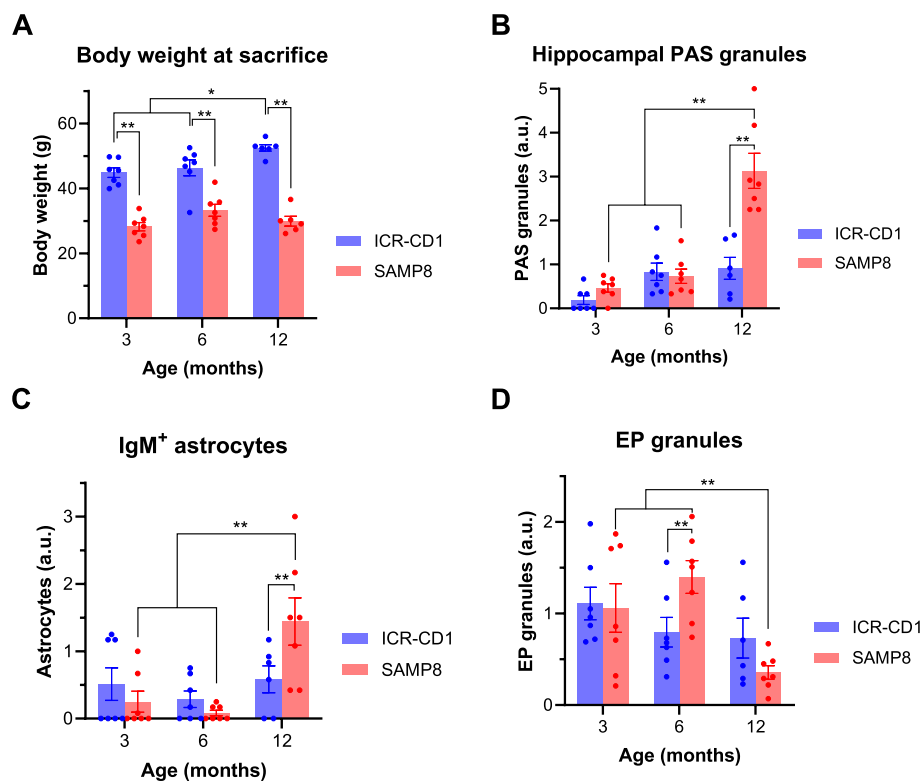 A
Body weight at sacrifice
Body weight (g)
60
40
20
0
**
**
*
**
3
6
12
Age (months)
ICR-CD1
SAMP8
B
Hippocampal PAS granules
PAS granules (a.u.)
5
4
3
2
1
0
**
**
3
6
12
Age (months)
ICR-CD1
SAMP8
C
IgM⁺ astrocytes
Astrocytes (a.u.)
3
2
1
0
**
**
3
6
12
Age (months)
ICR-CD1
SAMP8
D
EP granules
EP granules (a.u.)
2
1
0
**
**
3
6
12
Age (months)
ICR-CD1
SAMP8